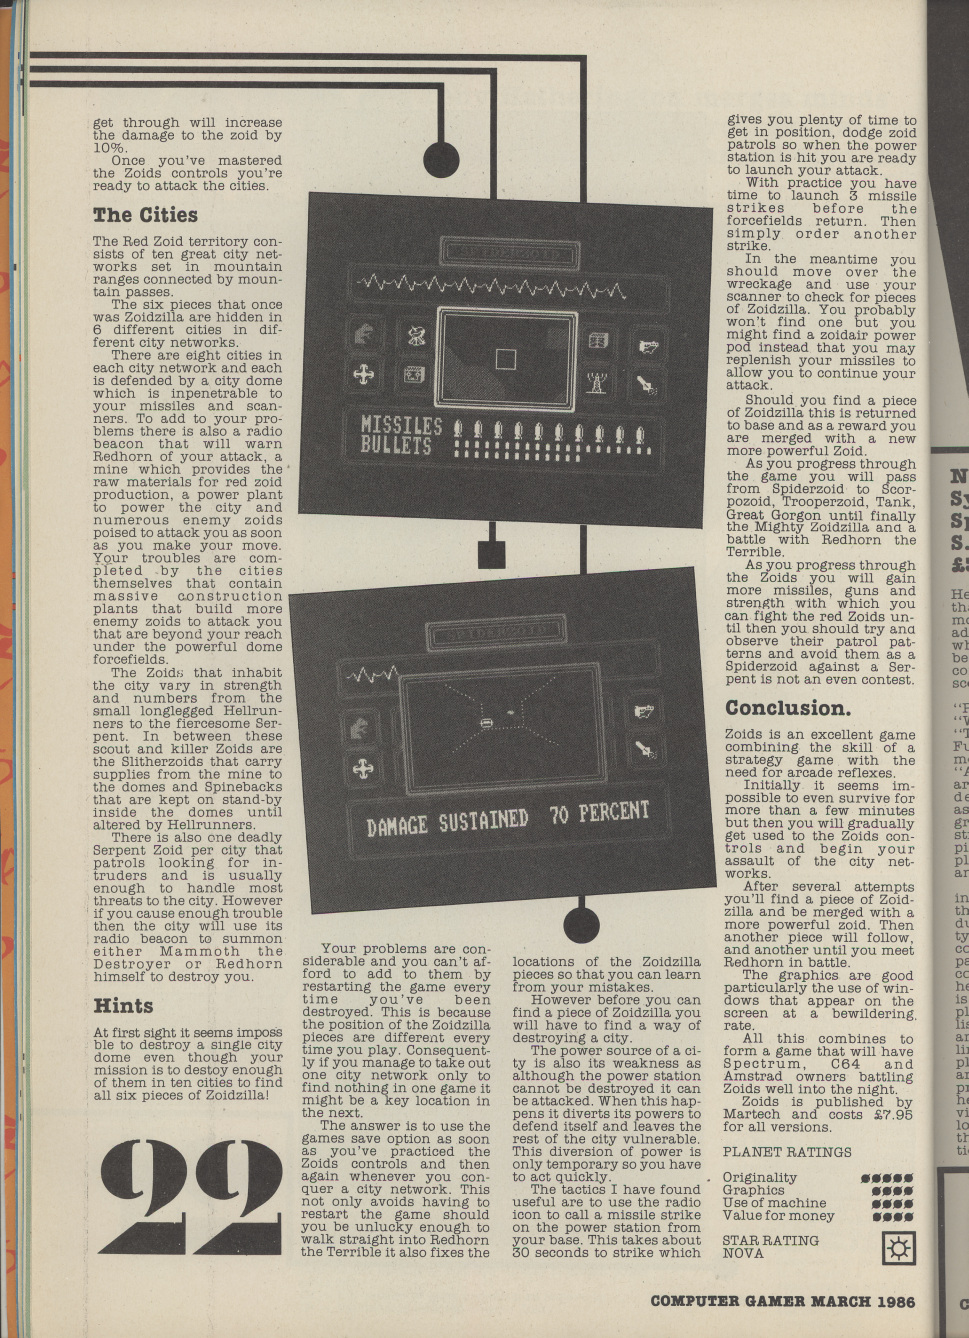 get through will increase
the damage to the zoid by
10%.
Once you've mastered
the Zoids controls you're
ready to attack the cities.
The Cities
The Red Zoid territory con-
sists of ten great city net-
works set in mountain
ranges connected by moun-
tain passes.
The six pieces that once
was Zoidzilla are hidden in
6 different cities in dif-
ferent city networks.
There are eight cities in
each city network and each
is defended by a city dome
which is inpenetrable to
your missiles and scan-
ners. To add to your pro-
blems there is also a radio
beacon that will warn
Redhorn of your attack, a
mine which provides the
raw materials for red zoid
production, a power plant
to power the city and
numerous enemy zoids
poised to attack you as soon
as you make your move.
Your troubles are com-
pleted by the cities
themselves that contain
massive construction
plants that build more
enemy zoids to attack you
that are beyond your reach
under the powerful dome
forcefields.
The Zoids that inhabit
the city vary in strength
and numbers from the
small longlegged Hellrun-
ners to the fiercesome Ser-
pent. In between these
scout and killer Zoids are
the Slitherzoids that carry
supplies from the mine to
the domes and Spinebacks
that are kept on stand-by
inside the domes until
altered by Hellrunners.
There is also one deadly
Serpent Zoid per city that
patrols looking for in-
truders and is usually
enough to handle most
threats to the city. However
if you cause enough trouble
then the city will use its
radio beacon to summon
either Mammoth the
Destroyer or Redhorn
himself to destroy you.
Hints
At first sight it seems imposs
ble to destroy a single city
dome even though your
mission is to destoy enough
of them in ten cities to find
all six pieces of Zoidzilla!
22
SPIDERZOID
MISSILES
BULLETS
SPIDERZOID
DAMAGE SUSTAINED 70 PERCENT
Your problems are con-
siderable and you can't af-
ford to add to them by
restarting the game every
time you've been
destroyed. This is because
the position of the Zoidzilla
pieces are different every
time you play. Consequent-
ly if you manage to take out
one city network only to
find nothing in one game it
might be a key location in
the next.
The answer is to use the
games save option as soon
as you've practiced the
Zoids controls and then
again whenever you con-
quer a city network. This
not only avoids having to
restart the game should
you be unlucky enough to
walk straight into Redhorn
the Terrible it also fixes the
locations of the Zoidzilla
pieces so that you can learn
from your mistakes.
However before you can
find a piece of Zoidzilla you
will have to find a way of
destroying a city.
The power source of a ci-
ty is also its weakness as
although the power station
cannot be destroyed it can
be attacked. When this hap-
pens it diverts its powers to
defend itself and leaves the
rest of the city vulnerable.
This diversion of power is
only temporary so you have
to act quickly.
The tactics I have found
useful are to use the radio
icon to call a missile strike
on the power station from
your base. This takes about
30 seconds to strike which
gives you plenty of time to
get in position, dodge zoid
patrols so when the power
station is hit you are ready
to launch your attack.
With practice you have
time to launch 3 missile
strikes before the
forcefields return. Then
simply order another
strike.
In the meantime you
should move over the
wreckage and use your
scanner to check for pieces
of Zoidzilla. You probably
won't find one but you
might find a zoidair power
pod instead that you may
replenish your missiles to
allow you to continue your
attack.
Should you find a piece
of Zoidzilla this is returned
to base and as a reward you
are merged with a new
more powerful Zoid.
As you progress through
the game you will pass
from Spiderzoid to Scor-
pozoid, Trooperzoid, Tank,
Great Gorgon until finally
the Mighty Zoidzilla and a
battle with Redhorn the
Terrible.
As you progress through
the Zoids you will gain
more missiles, guns and
strength with which you
can fight the red Zoids un-
til then you should try and
observe their patrol pat-
terns and avoid them as a
Spiderzoid against a Ser-
pent is not an even contest.
Conclusion.
Zoids is an excellent game
combining the skill of a
strategy game with the
need for arcade reflexes.
Initially it seems im-
possible to even survive for
more than a few minutes
but then you will gradually
get used to the Zoids con-
trols and begin your
assault of the city net-
works.
After several attempts
you'll find a piece of Zoid-
zilla and be merged with a
more powerful zoid. Then
another piece will follow,
and another until you meet
Redhorn in battle.
The graphics are good
particularly the use of win-
dows that appear on the
screen at a bewildering
rate.
All this combines to
form a game that will have
Spectrum, C64 and
Amstrad owners battling
Zoids well into the night.
Zoids is published by
Martech and costs £7.95
for all versions.
PLANET RATINGS
Originality
Graphics
Use of machine
Value for money
STAR RATING
NOVA
COMPUTER GAMER MARCH 1986